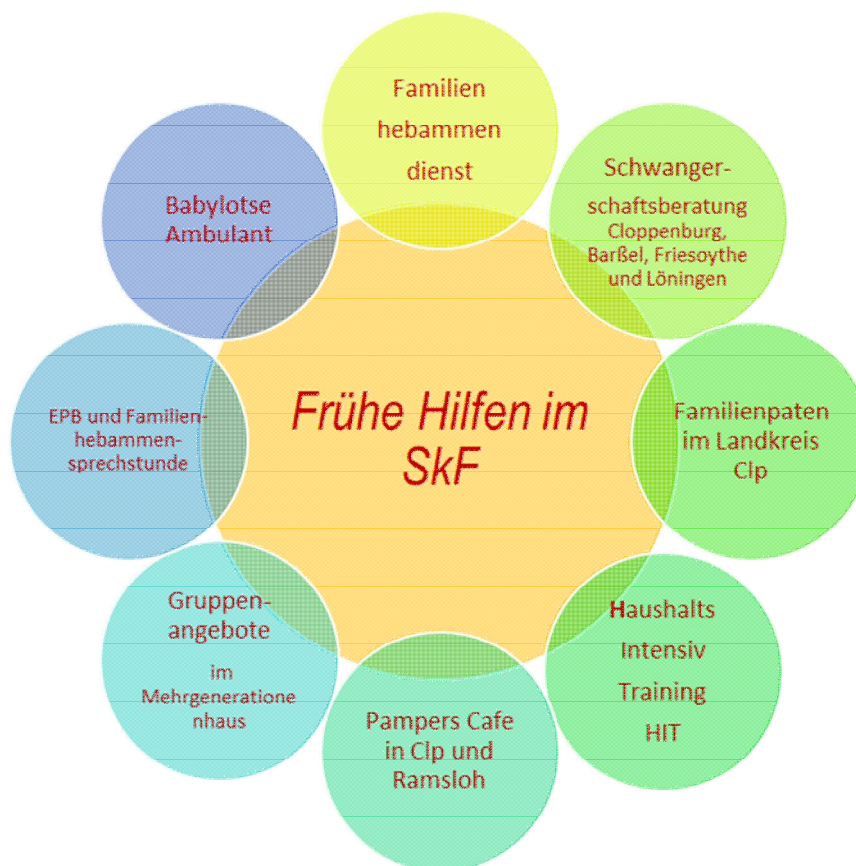 Familien
hebammen
dienst
Schwanger-
schaftsberatung
Cloppenburg,
Barßel, Friesoythe
und Löningen
Familienpaten
im Landkreis
Clp
Haushalts
Intensiv
Training
HIT
Pampers Cafe
in Clp und
Ramsloh
Gruppen-
angebote
im
Mehrgeneratione
nhaus
EPB und Familien-
hebammen-
sprechstunde
Babylotse
Ambulant
Frühe Hilfen im
SkF